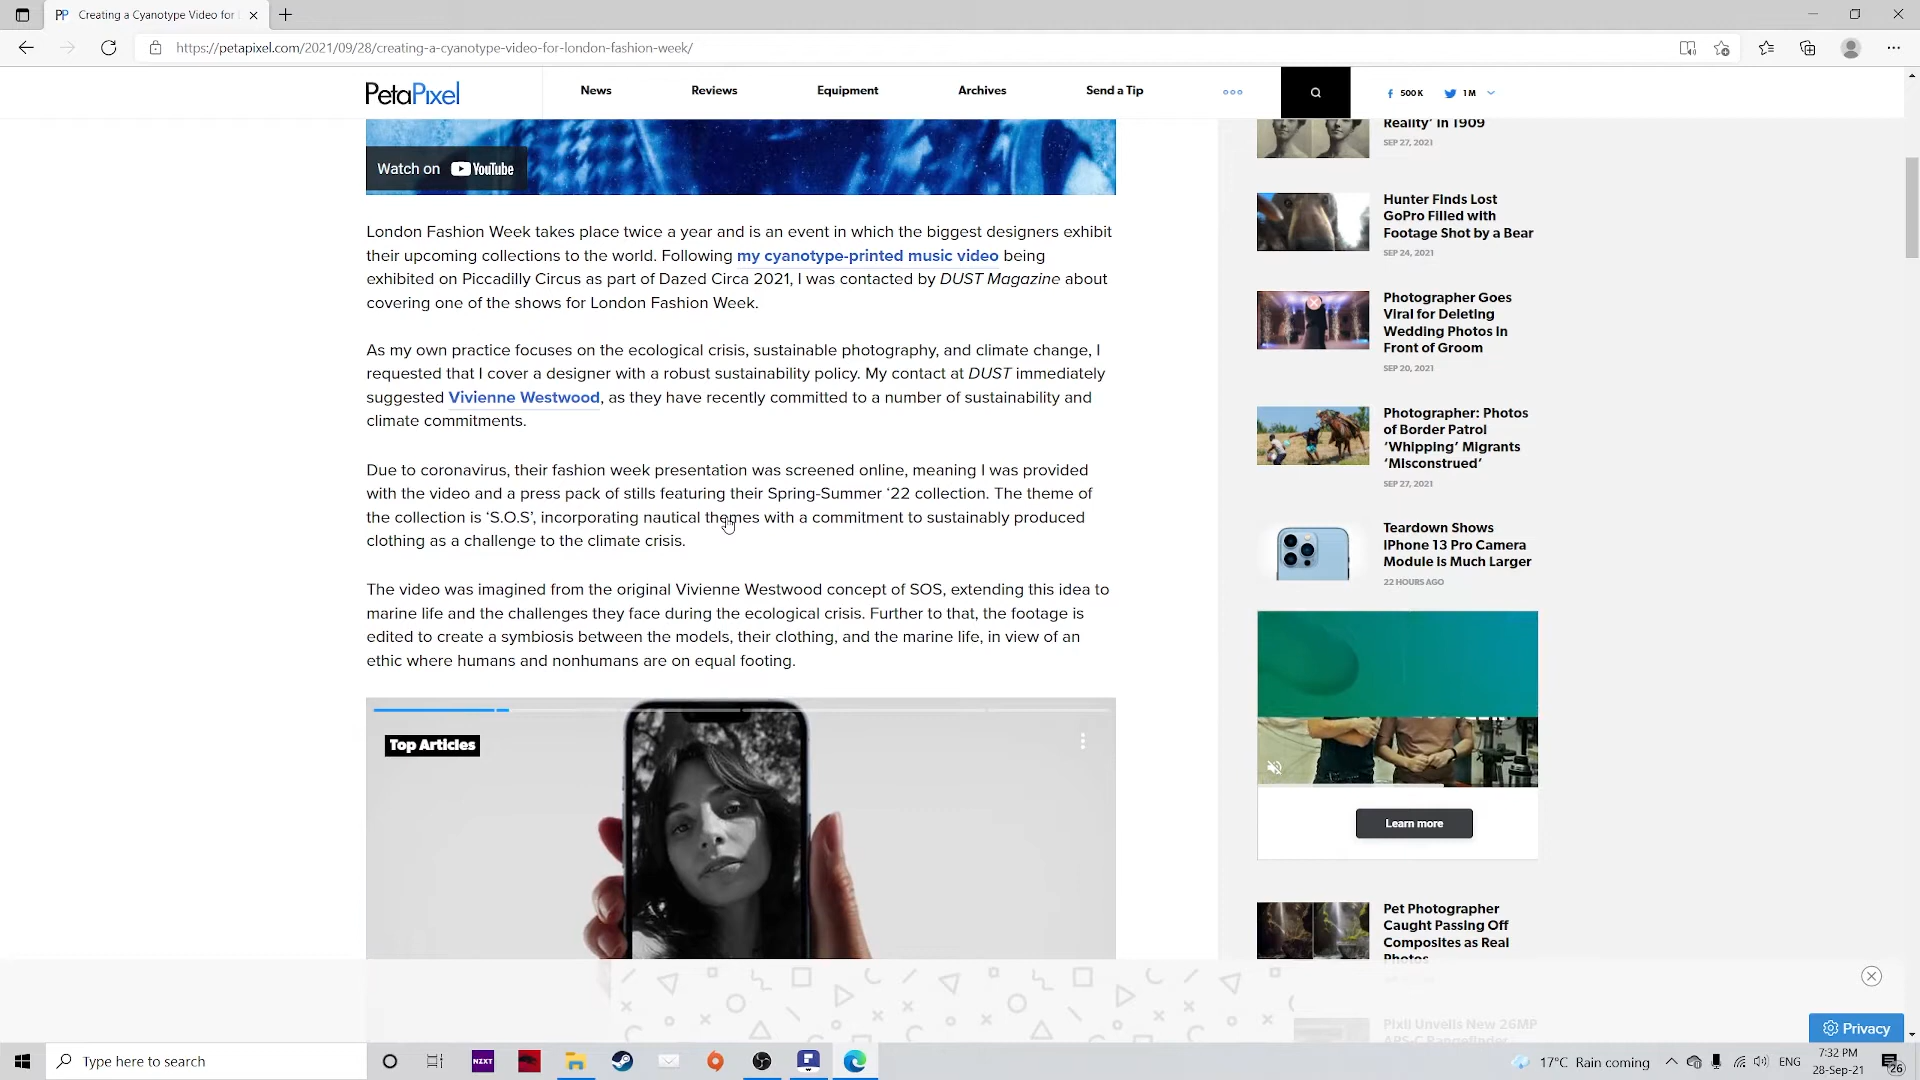 PP Creating a Cyanotype Video for
https://petapixel.com/2021/09/28/creating-a-cyanotype-video-for-london-fashion-week/
PetaPixel
News
Reviews
Equipment
Archives
Send a Tip
500K
1M
Watch on YouTube
London Fashion Week takes place twice a year and is an event in which the biggest designers exhibit
their upcoming collections to the world. Following my cyanotype-printed music video being
exhibited on Piccadilly Circus as part of Dazed Circa 2021, I was contacted by DUST Magazine about
covering one of the shows for London Fashion Week.
As my own practice focuses on the ecological crisis, sustainable photography, and climate change, I
requested that I cover a designer with a robust sustainability policy. My contact at DUST immediately
suggested Vivienne Westwood, as they have recently committed to a number of sustainability and
climate commitments.
Due to coronavirus, their fashion week presentation was screened online, meaning I was provided
with the video and a press pack of stills featuring their Spring-Summer ‘22 collection. The theme of
the collection is ‘S.O.S’, incorporating nautical themes with a commitment to sustainably produced
clothing as a challenge to the climate crisis.
The video was imagined from the original Vivienne Westwood concept of SOS, extending this idea to
marine life and the challenges they face during the ecological crisis. Further to that, the footage is
edited to create a symbiosis between the models, their clothing, and the marine life, in view of an
ethic where humans and nonhumans are on equal footing.
Top Articles
Reality’ in 1909
SEP 27, 2021
Hunter Finds Lost
GoPro Filled with
Footage Shot by a Bear
SEP 24, 2021
Photographer Goes
Viral for Deleting
Wedding Photos in
Front of Groom
SEP 20, 2021
Photographer: Photos
of Border Patrol
‘Whipping’ Migrants
‘Misconstrued’
SEP 27, 2021
Teardown Shows
iPhone 13 Pro Camera
Module is Much Larger
22 HOURS AGO
Learn more
Pet Photographer
Caught Passing Off
Composites as Real
Photos
Pixii Unveils New 26MP
APS-C Rangefinder
Privacy
Type here to search
NZXT
17°C Rain coming
ENG
7:32 PM
28-Sep-21
26